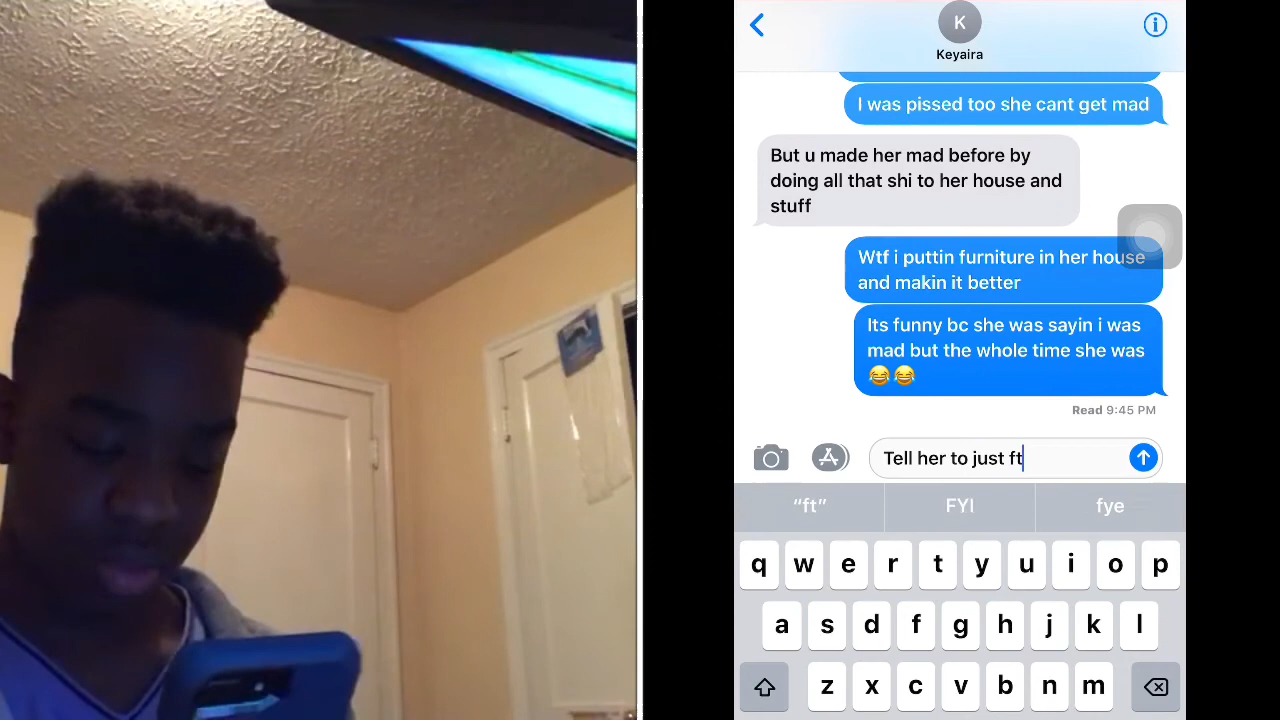 K
Keyaira
I was pissed too she cant get mad
But u made her mad before by
doing all that shi to her house and
stuff
Wtf i puttin furniture in her house
and makin it better
Its funny bc she was sayin i was
mad but the whole time she was
😂😂
Read 9:45 PM
Tell her to just ft
“ft” FYI fye
q w e r t y u i o p
a s d f g h j k l
z x c v b n m